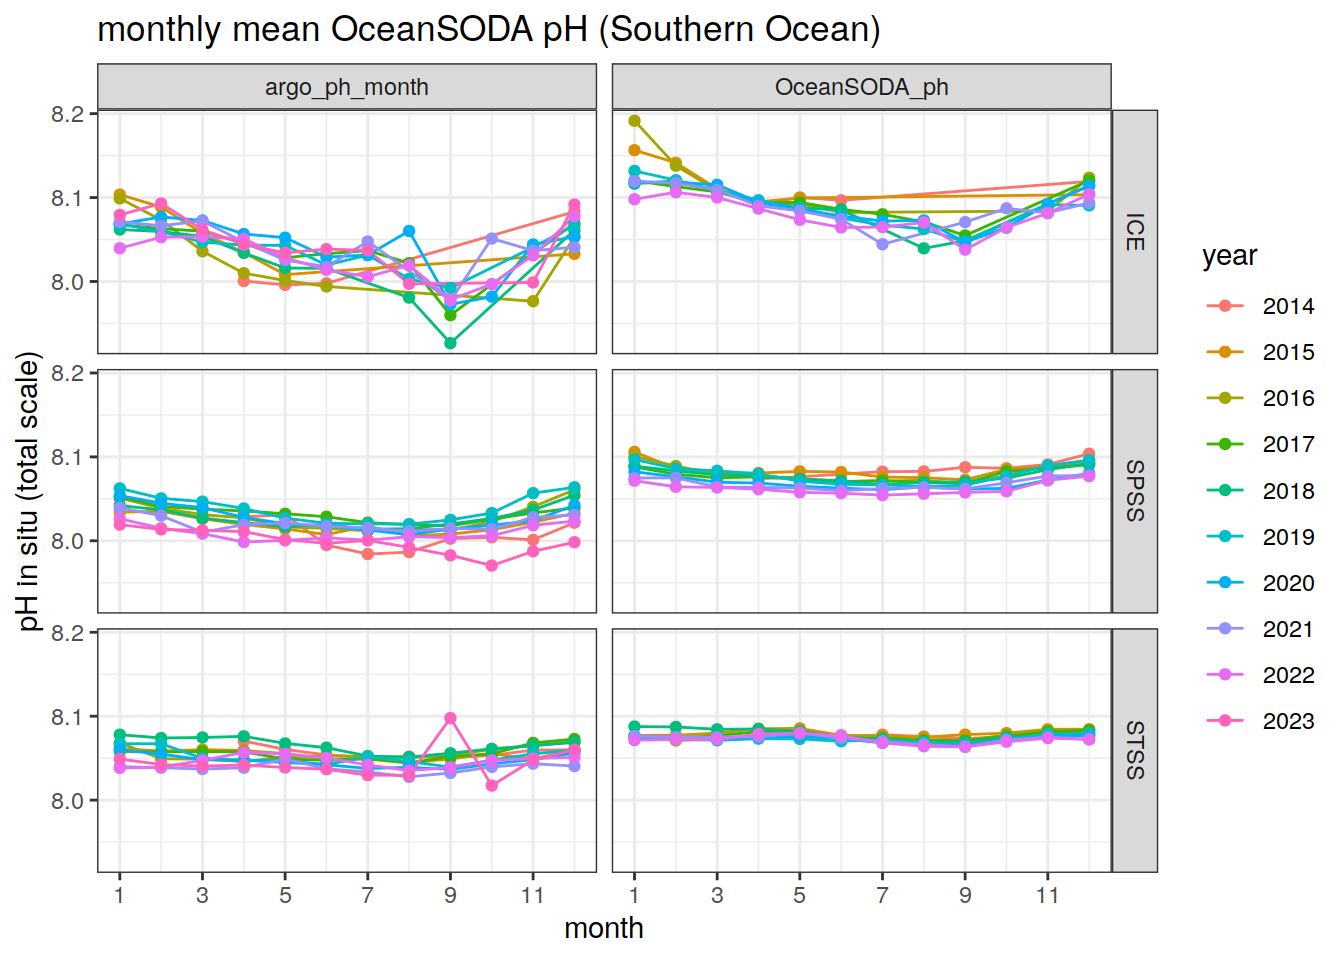 monthly mean OceanSODA pH (Southern Ocean)
argo_ph_month
OceanSODA_ph
8.2
8.1
8.0
ICE
8.2
8.1
8.0
SPSS
8.2
8.1
8.0
STSS
pH in situ (total scale)
1 3 5 7 9 11
1 3 5 7 9 11
month
year
2014
2015
2016
2017
2018
2019
2020
2021
2022
2023